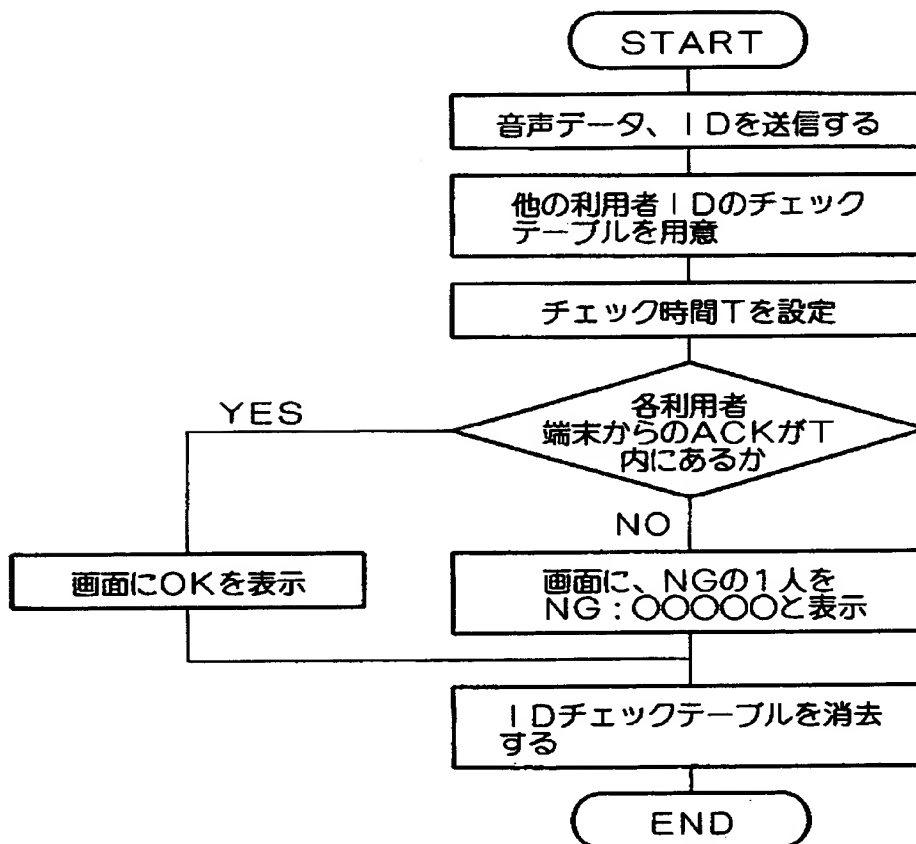 START
音声データ、IDを送信する
他の利用者IDのチェック
テーブルを用意
チェック時間Tを設定
各利用者
端末からのACKがT
内にあるか
YES
NO
画面にOKを表示
画面に、NGの1人を
NG:○○○○○と表示
IDチェックテーブルを消去
する
END